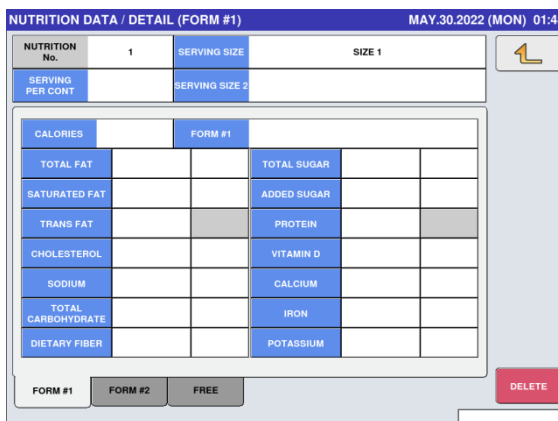 NUTRITION DATA / DETAIL (FORM #1) MAY.30.2022 (MON) 01:4
NUTRITION No. 1 SERVING SIZE SIZE 1
SERVING PER CONT SERVING SIZE 2
CALORIES FORM #1
TOTAL FAT TOTAL SUGAR
SATURATED FAT ADDED SUGAR
TRANS FAT PROTEIN
CHOLESTEROL VITAMIN D
SODIUM CALCIUM
TOTAL CARBOHYDRATE IRON
DIETARY FIBER POTASSIUM
FORM #1 FORM #2 FREE DELETE